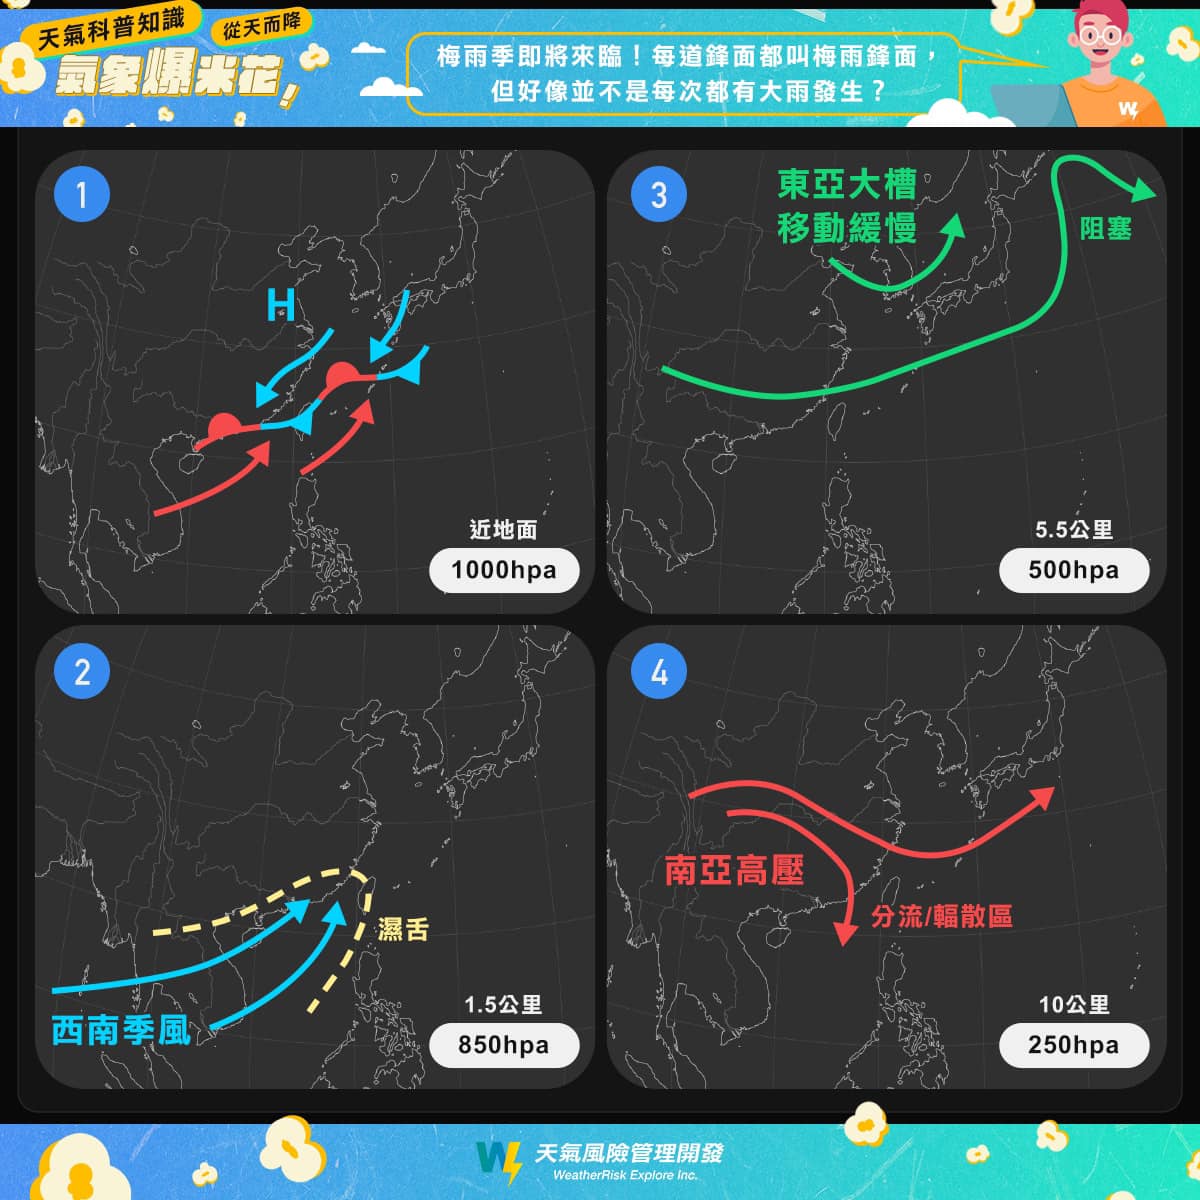 天氣科普知識
從天而降
氣象爆米花!
梅雨季即將來臨！每道鋒面都叫梅雨鋒面，
但好像並不是每次都有大雨發生？
W
1
H
近地面
1000hpa
3
東亞大槽
移動緩慢
阻塞
5.5公里
500hpa
2
濕舌
西南季風
1.5公里
850hpa
4
南亞高壓
分流/輻散區
10公里
250hpa
天氣風險管理開發
WeatherRisk Explore Inc.